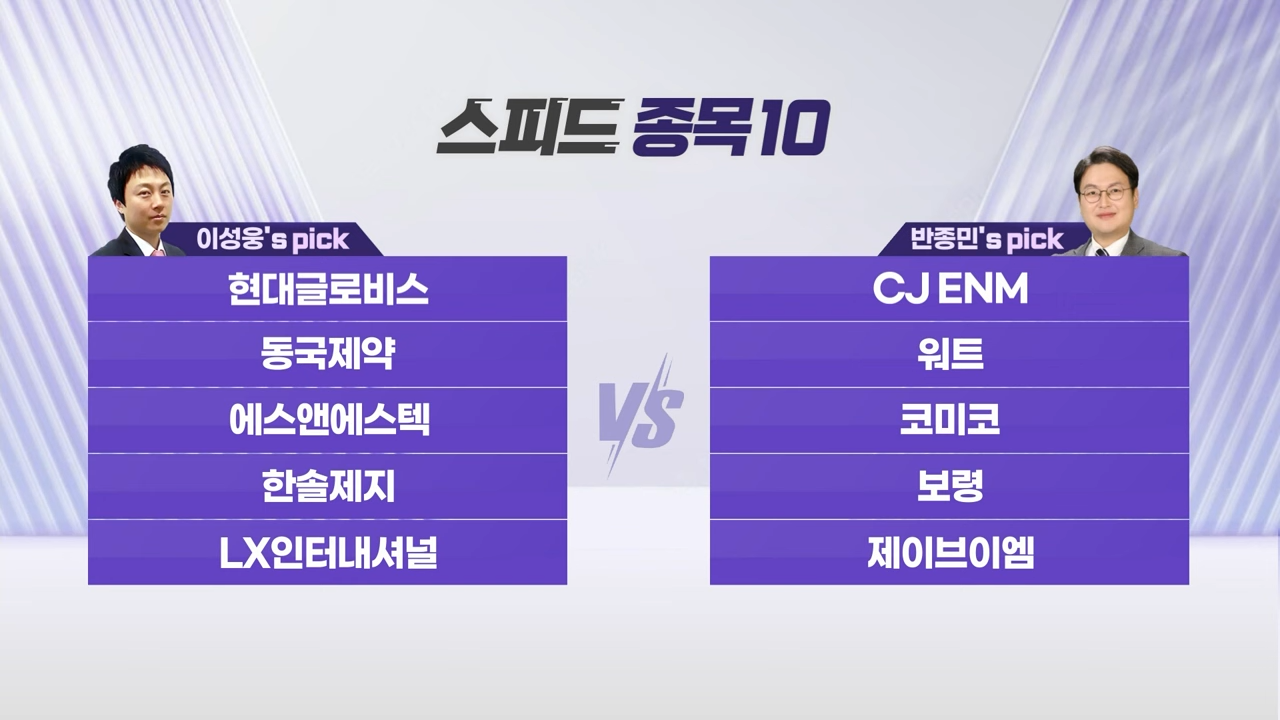 스피드 종목10
이성웅's pick
현대글로비스
동국제약
에스앤에스텍
한솔제지
LX인터내셔널
VS
반종민's pick
CJ ENM
워트
코미코
보령
제이브이엠